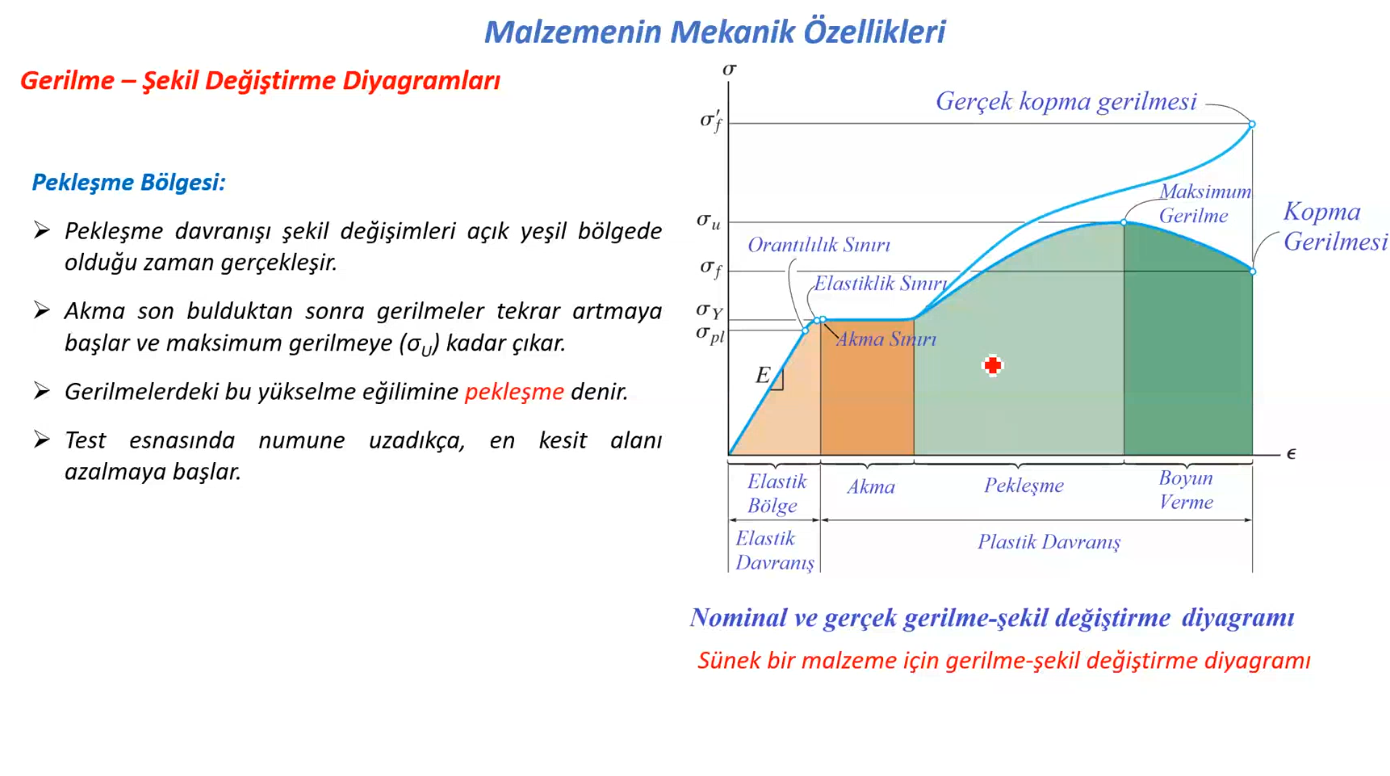 Malzemenin Mekanik Özellikleri
Gerilme – Şekil Değiştirme Diyagramları
Pekleşme Bölgesi:
➢ Pekleşme davranışı şekil değişimleri açık yeşil bölgede
olduğu zaman gerçekleşir.
➢ Akma son bulduktan sonra gerilmeler tekrar artmaya
başlar ve maksimum gerilmeye (σU) kadar çıkar.
➢ Gerilmelerdeki bu yükselme eğilimine pekleşme denir.
➢ Test esnasında numune uzadıkça, en kesit alanı
azalmaya başlar.
σ
σ′f
Gerçek kopma gerilmesi
σu
Maksimum
Gerilme
Kopma
Gerilmesi
Orantılılık Sınırı
σf
Elastiklik Sınırı
σY
σpl
Akma Sınırı
E
ϵ
Elastik
Bölge
Akma
Pekleşme
Boyun
Verme
Elastik
Davranış
Plastik Davranış
Nominal ve gerçek gerilme-şekil değiştirme diyagramı
Sünek bir malzeme için gerilme-şekil değiştirme diyagramı